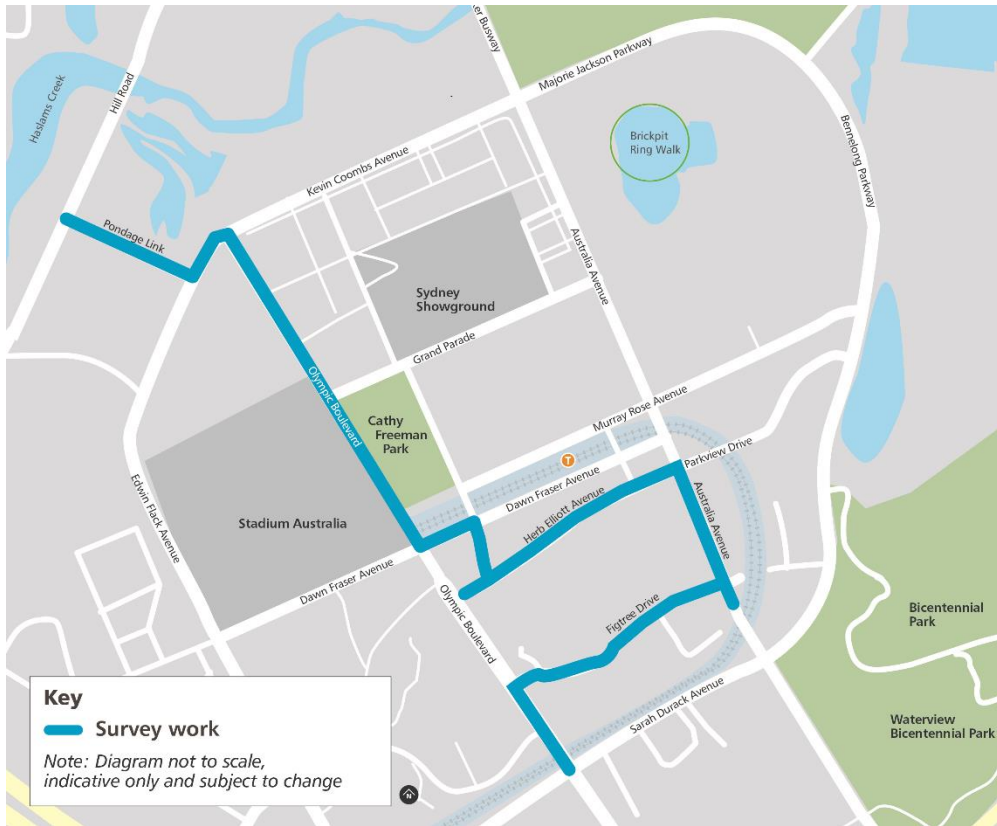 er Busway
Majorie Jackson Parkway
Hill Road
Haslams Creek
Brickpit
Ring Walk
Bennelong Parkway
Kevin Coombs Avenue
Pondage Link
Australia Avenue
Sydney
Showground
Grand Parade
Olympic Boulevard
Cathy
Freeman
Park
Murray Rose Avenue
T
Parkview Drive
Dawn Fraser Avenue
Herb Elliott Avenue
Australia Avenue
Edwin Flack Avenue
Stadium Australia
Dawn Fraser Avenue
Olympic Boulevard
Figtree Drive
Bicentennial
Park
Sarah Durack Avenue
Waterview
Bicentennial Park
Key
Survey work
Note: Diagram not to scale,
indicative only and subject to change
N